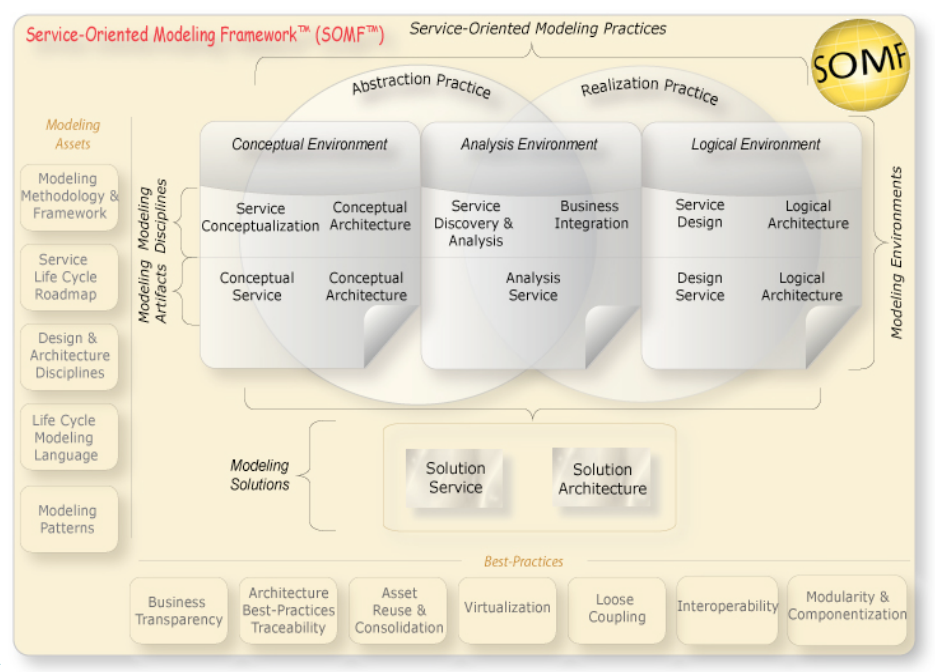 Service-Oriented Modeling Framework™ (SOMF™)
Service-Oriented Modeling Practices
SOMF
Abstraction Practice
Realization Practice
Modeling
Assets
Modeling
Methodology &
Framework
Service
Life Cycle
Roadmap
Design &
Architecture
Disciplines
Life Cycle
Modeling
Language
Modeling
Patterns
Conceptual Environment
Analysis Environment
Logical Environment
Modeling
Disciplines
Service
Conceptualization
Conceptual
Architecture
Service
Discovery &
Analysis
Business
Integration
Service
Design
Logical
Architecture
Modeling
Artifacts
Conceptual
Service
Conceptual
Architecture
Analysis
Service
Design
Service
Logical
Architecture
Modeling Environments
Modeling
Solutions
Solution
Service
Solution
Architecture
Best-Practices
Business
Transparency
Architecture
Best-Practices
Traceability
Asset
Reuse &
Consolidation
Virtualization
Loose
Coupling
Interoperability
Modularity &
Componentization